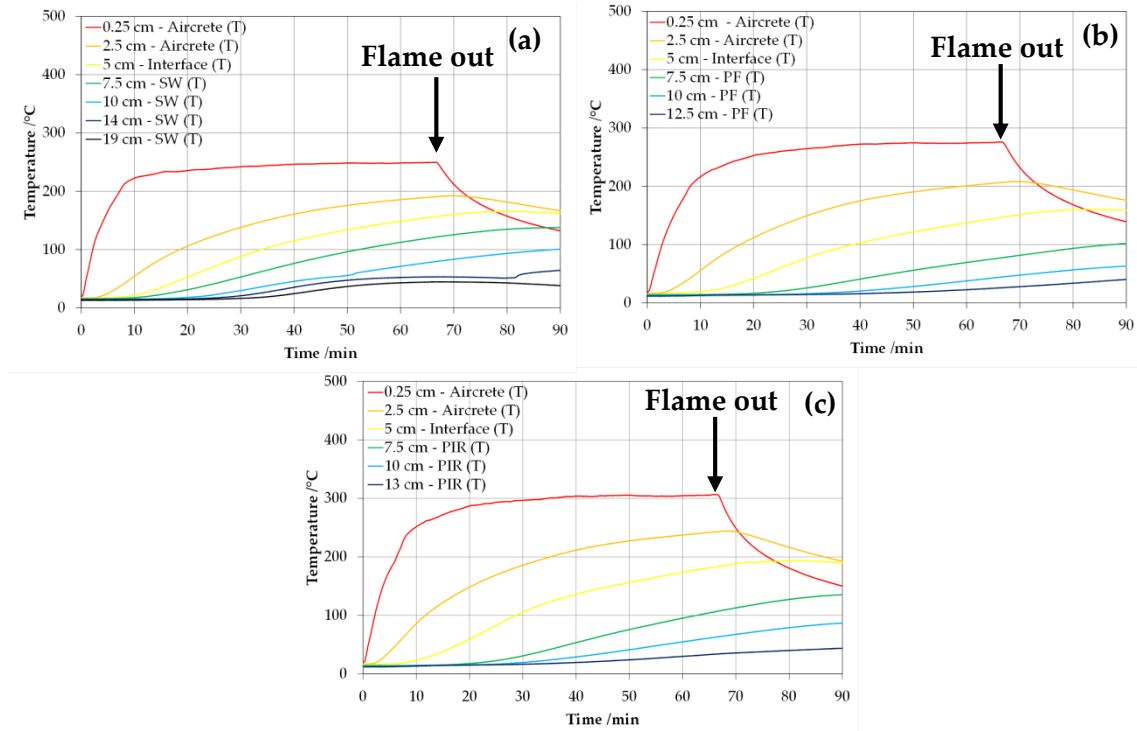 500
0.25 cm - Aircrete (T)
(a)
2.5 cm - Aircrete (T)
Flame out
5 cm - Interface (T)
400
7.5 cm - SW (T)
10 cm - SW (T)
14 cm - SW (T)
300
19 cm - SW (T)
200
100
0
Temperature /°C
0 10 20 30 40 50 60 70 80 90
Time /min
500
0.25 cm - Aircrete (T)
(b)
2.5 cm - Aircrete (T)
Flame out
5 cm - Interface (T)
400
7.5 cm - PF (T)
10 cm - PF (T)
12.5 cm - PF (T)
300
200
100
0
Temperature /°C
0 10 20 30 40 50 60 70 80 90
Time /min
500
0.25 cm - Aircrete (T)
Flame out
(c)
2.5 cm - Aircrete (T)
5 cm - Interface (T)
400
7.5 cm - PIR (T)
10 cm - PIR (T)
13 cm - PIR (T)
300
200
100
0
Temperature /°C
0 10 20 30 40 50 60 70 80 90
Time /min